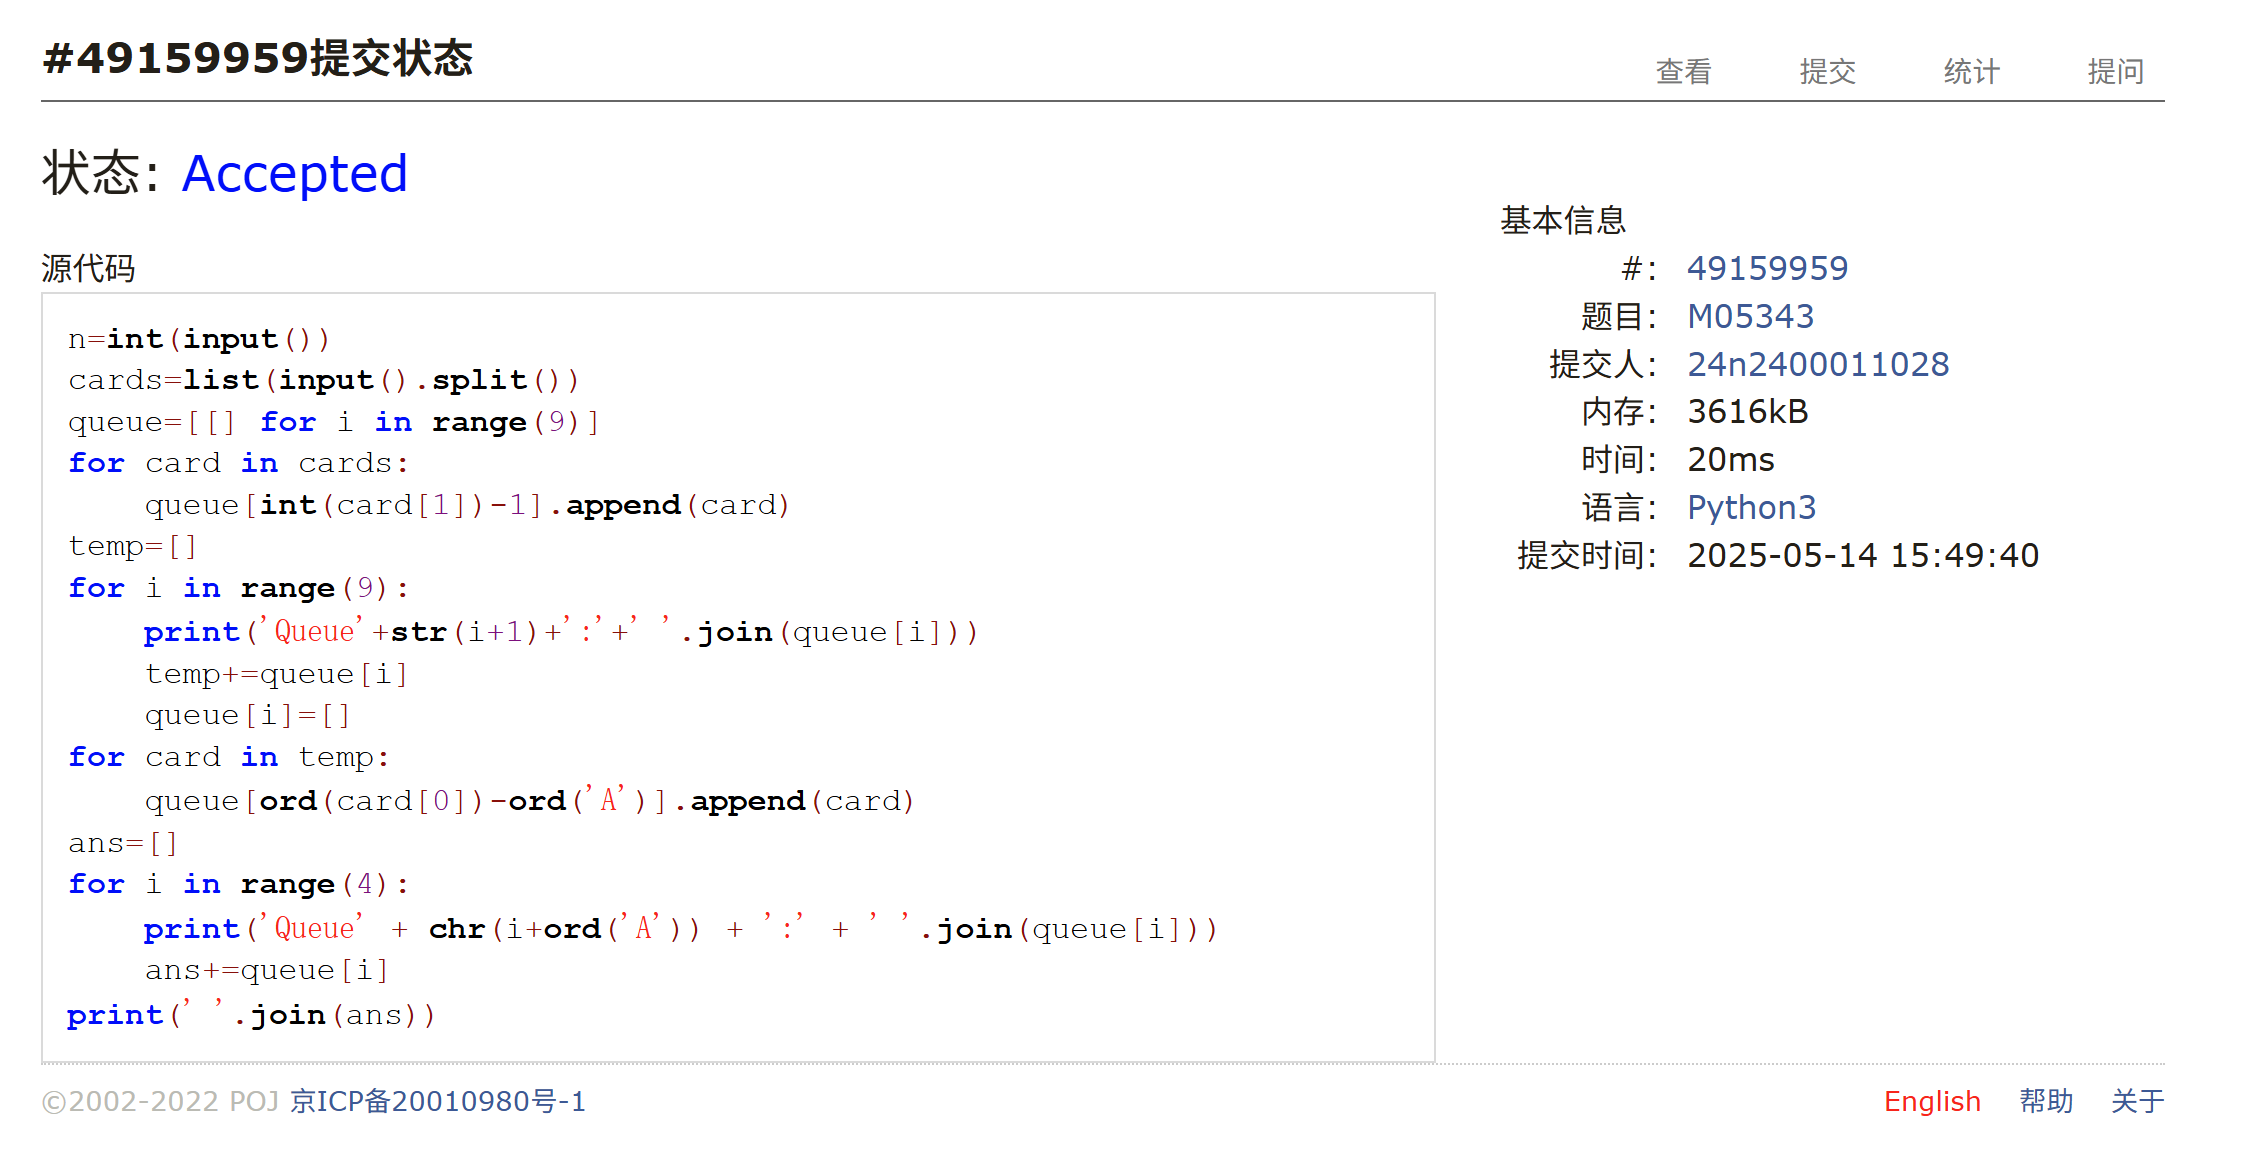 #49159959提交状态
查看 提交 统计 提问
状态: Accepted
源代码
n=int(input())
cards=list(input().split())
queue=[[] for i in range(9)]
for card in cards:
    queue[int(card[1])-1].append(card)
temp=[]
for i in range(9):
    print('Queue'+str(i+1)+':'+' '.join(queue[i]))
    temp+=queue[i]
    queue[i]=[]
for card in temp:
    queue[ord(card[0])-ord('A')].append(card)
ans=[]
for i in range(4):
    print('Queue' + chr(i+ord('A')) + ':' + ' '.join(queue[i]))
    ans+=queue[i]
print(' '.join(ans))
基本信息
#: 49159959
题目: M05343
提交人: 24n2400011028
内存: 3616kB
时间: 20ms
语言: Python3
提交时间: 2025-05-14 15:49:40
©2002-2022 POJ 京ICP备20010980号-1
English 帮助 关于